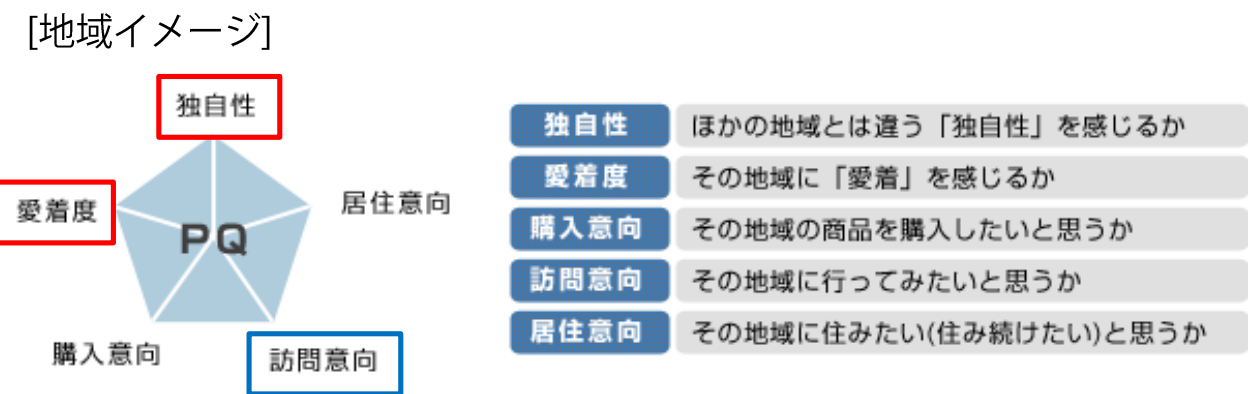 [地域イメージ]
独自性
愛着度
居住意向
PQ
購入意向
訪問意向
独自性 ほかの地域とは違う「独自性」を感じるか
愛着度 その地域に「愛着」を感じるか
購入意向 その地域の商品を購入したいと思うか
訪問意向 その地域に行ってみたいと思うか
居住意向 その地域に住みたい(住み続けたい)と思うか